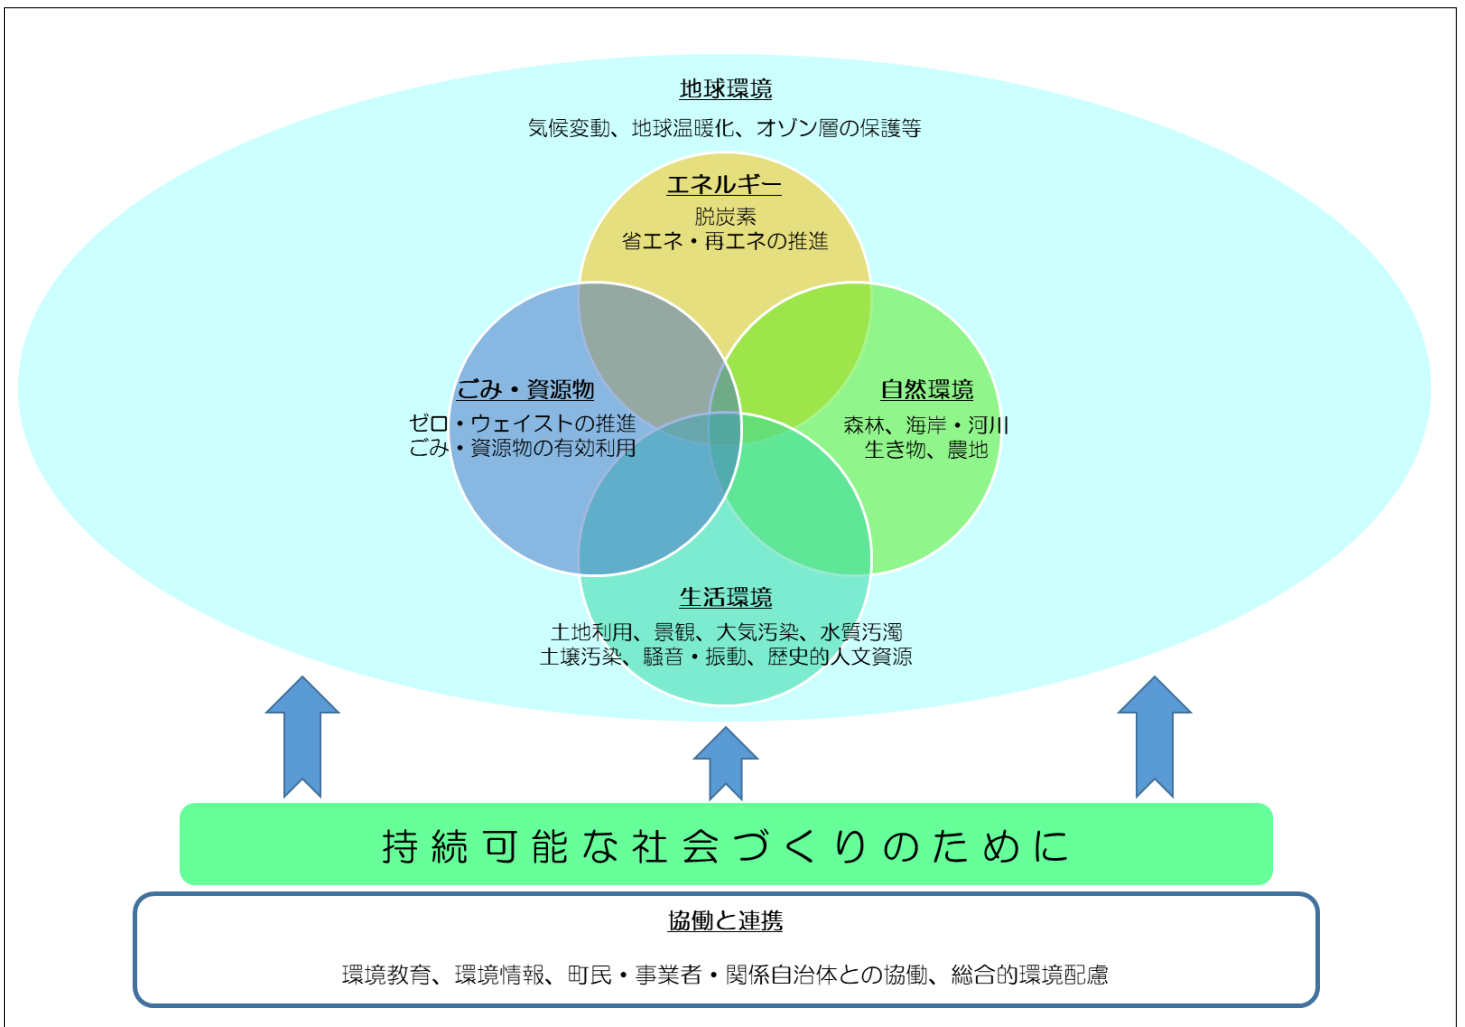 地球環境
気候変動、地球温暖化、オゾン層の保護等
エネルギー
脱炭素
省エネ・再エネの推進
ごみ・資源物
ゼロ・ウェイストの推進
ごみ・資源物の有効利用
自然環境
森林、海岸・河川
生き物、農地
生活環境
土地利用、景観、大気汚染、水質汚濁
土壌汚染、騒音・振動、歴史的人文資源
持続可能な社会づくりのために
協働と連携
環境教育、環境情報、町民・事業者・関係自治体との協働、総合的環境配慮